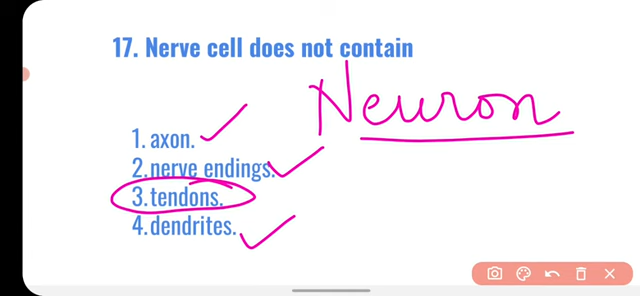 17. Nerve cell does not contain
Neuron
1. axon.
2. nerve endings.
3. tendons.
4. dendrites.